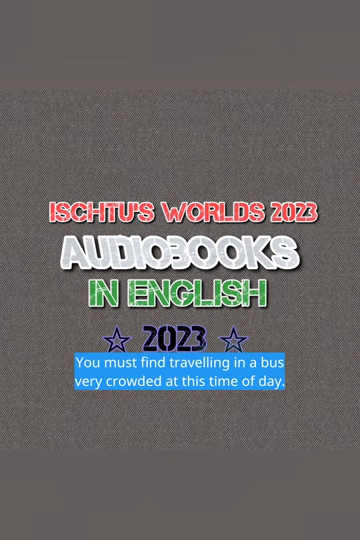 ISCHTU'S WORLDS 2023
AUDIOBOOKS
IN ENGLISH
☆ 2023 ☆
You must find travelling in a bus
very crowded at this time of day.